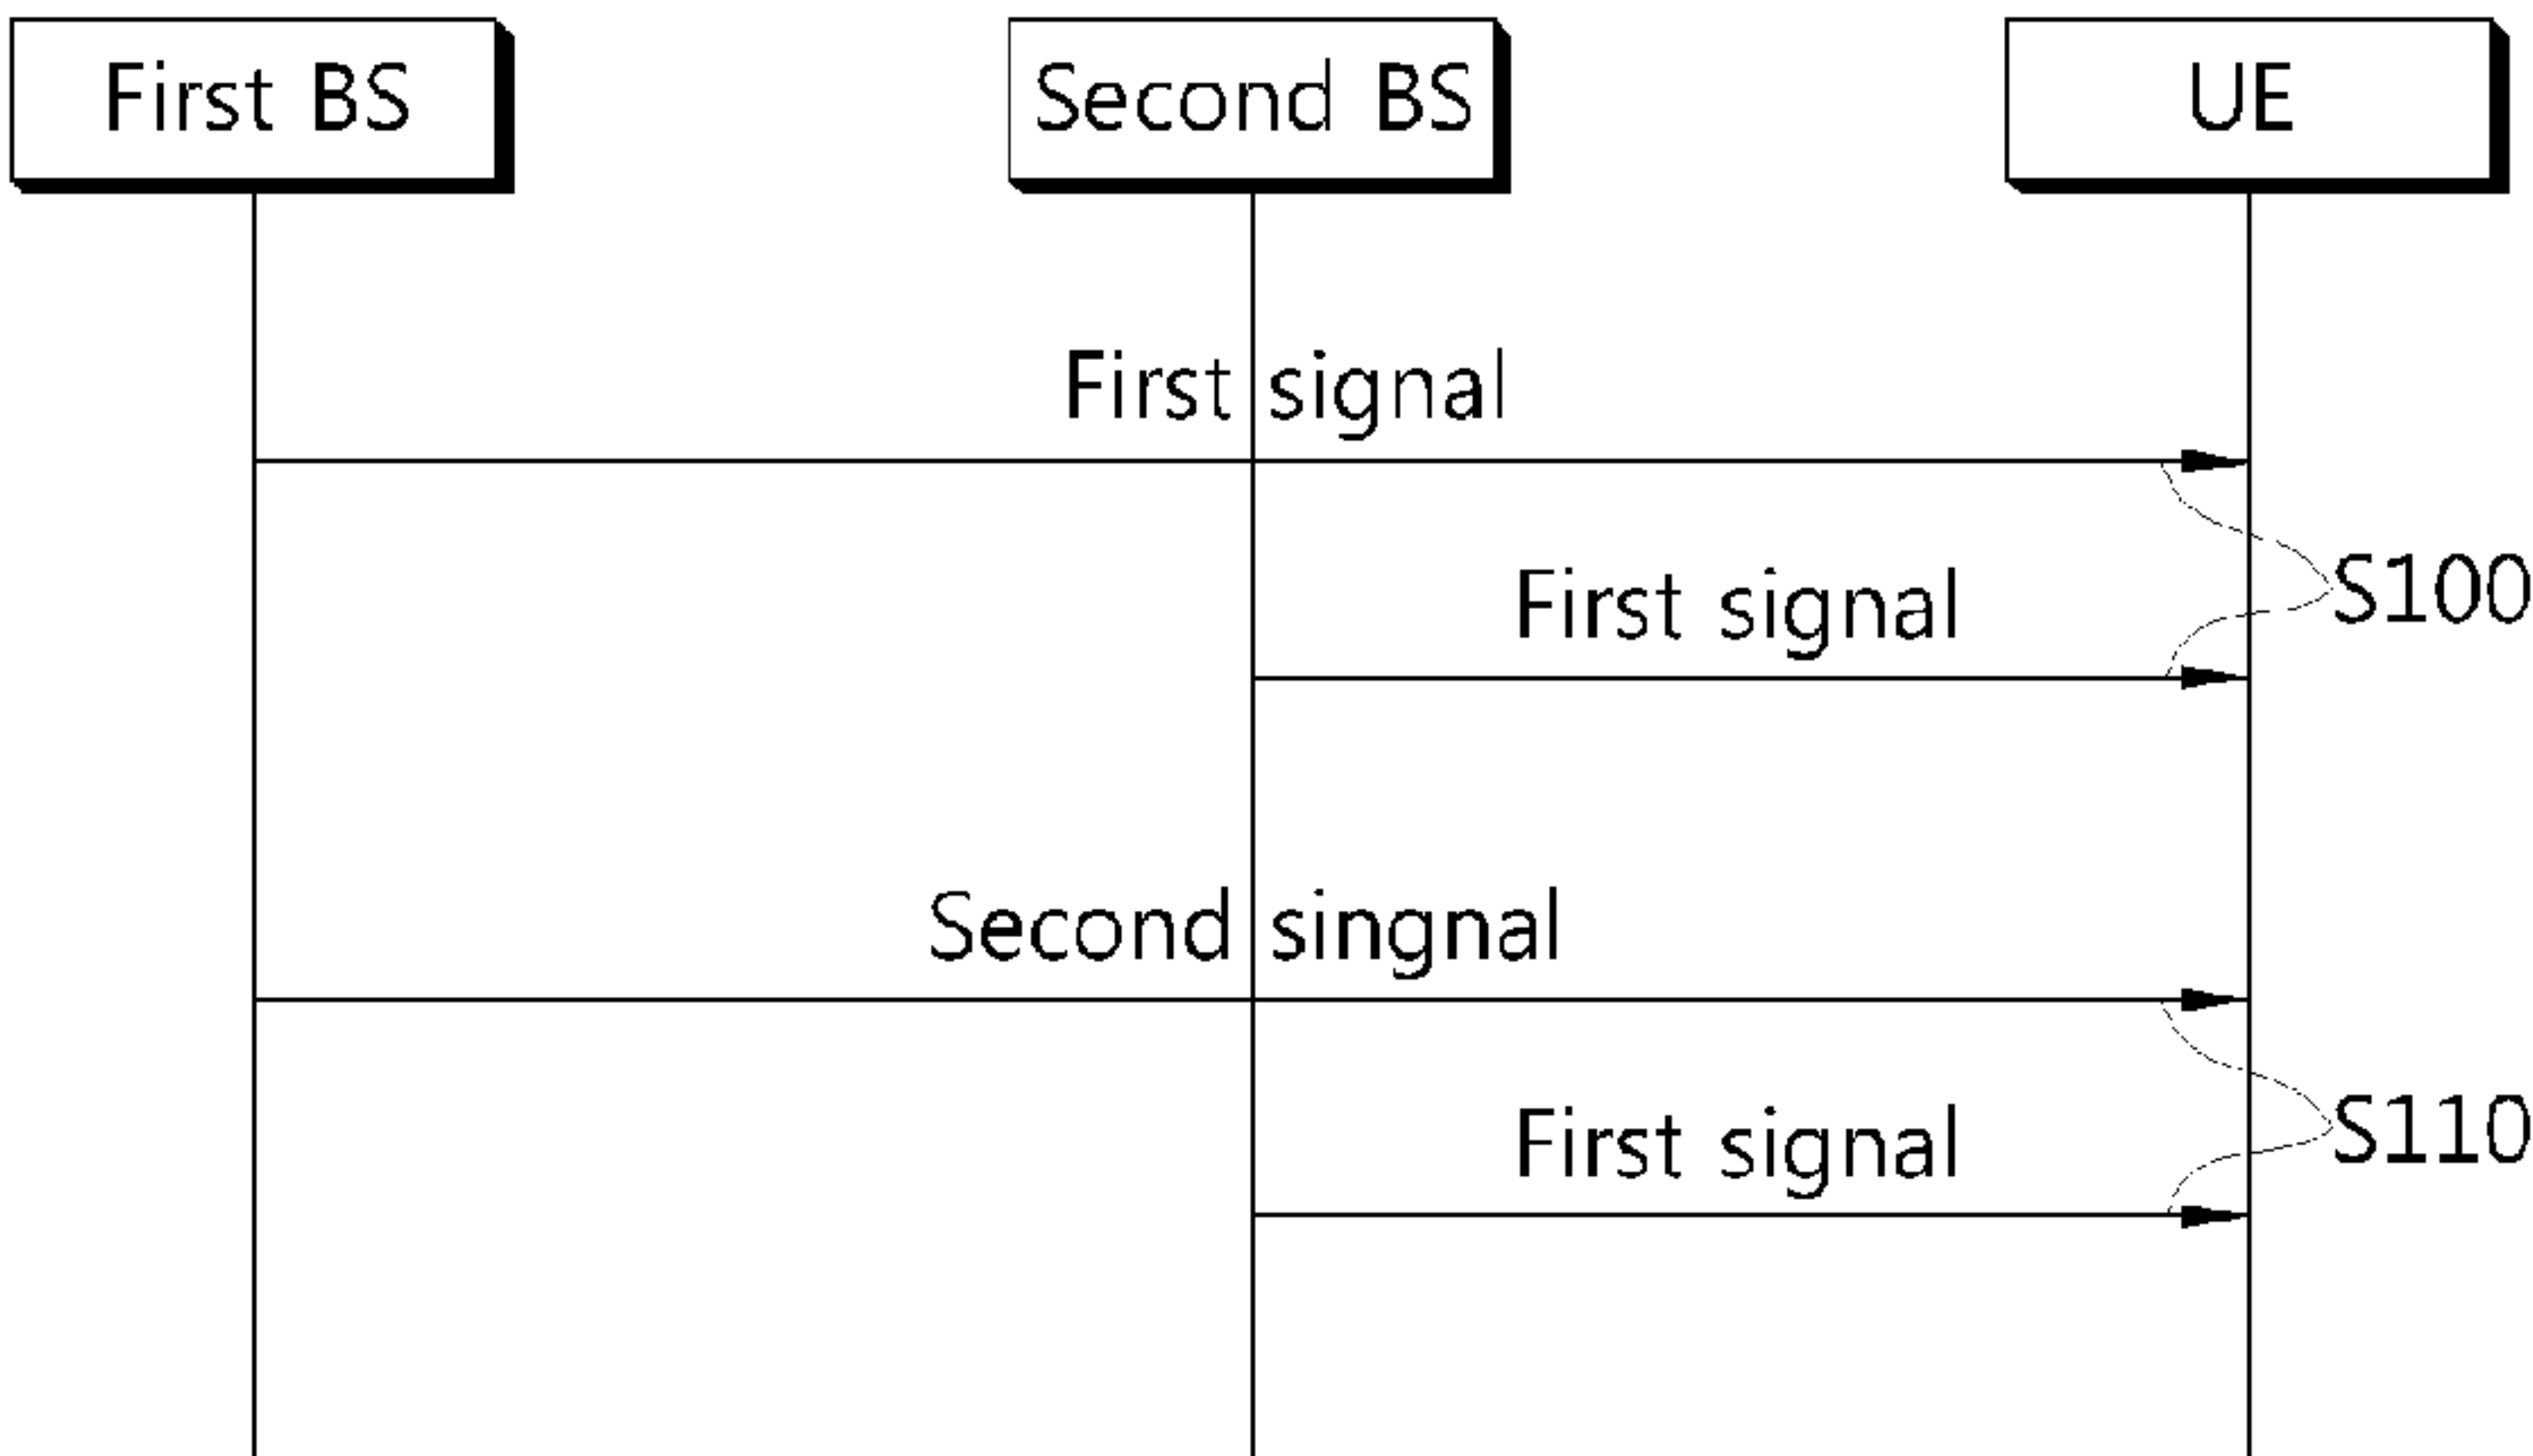 First BS
Second BS
UE
First signal
First signal
S100
Second singnal
First signal
S110